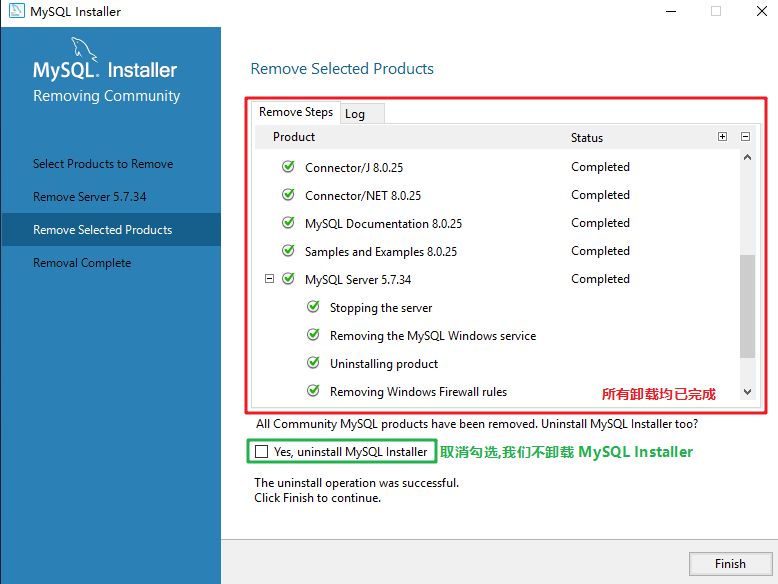 MySQL Installer
MySQL. Installer
Removing Community
Select Products to Remove
Remove Server 5.7.34
Remove Selected Products
Removal Complete
Remove Selected Products
Remove Steps Log
Product Status
Connector/J 8.0.25 Completed
Connector/NET 8.0.25 Completed
MySQL Documentation 8.0.25 Completed
Samples and Examples 8.0.25 Completed
MySQL Server 5.7.34 Completed
Stopping the server
Removing the MySQL Windows service
Uninstalling product
Removing Windows Firewall rules
所有卸载均已完成
All Community MySQL products have been removed. Uninstall MySQL Installer too?
Yes, uninstall MySQL Installer
取消勾选,我们不卸载 MySQL Installer
The uninstall operation was successful.
Click Finish to continue.
Finish